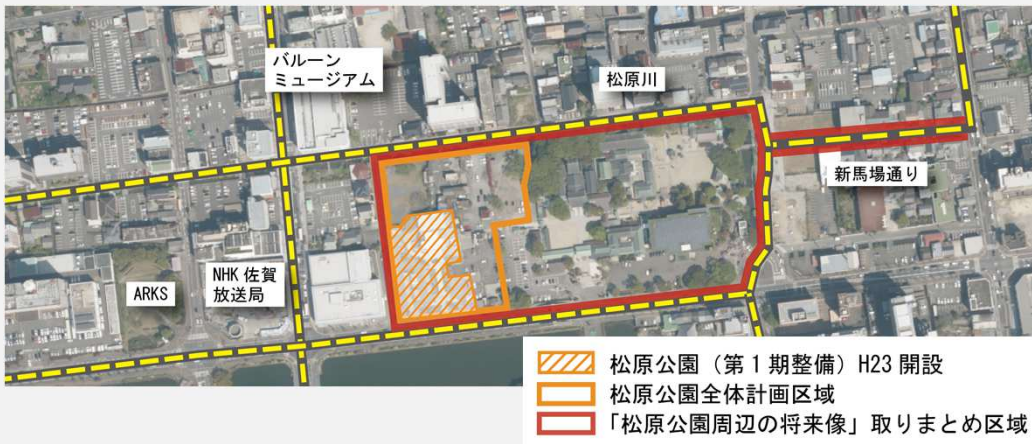 バルーン
ミュージアム
松原川
新馬場通り
NHK 佐賀
放送局
ARKS
松原公園（第１期整備）H23 開設
松原公園全体計画区域
「松原公園周辺の将来像」取りまとめ区域